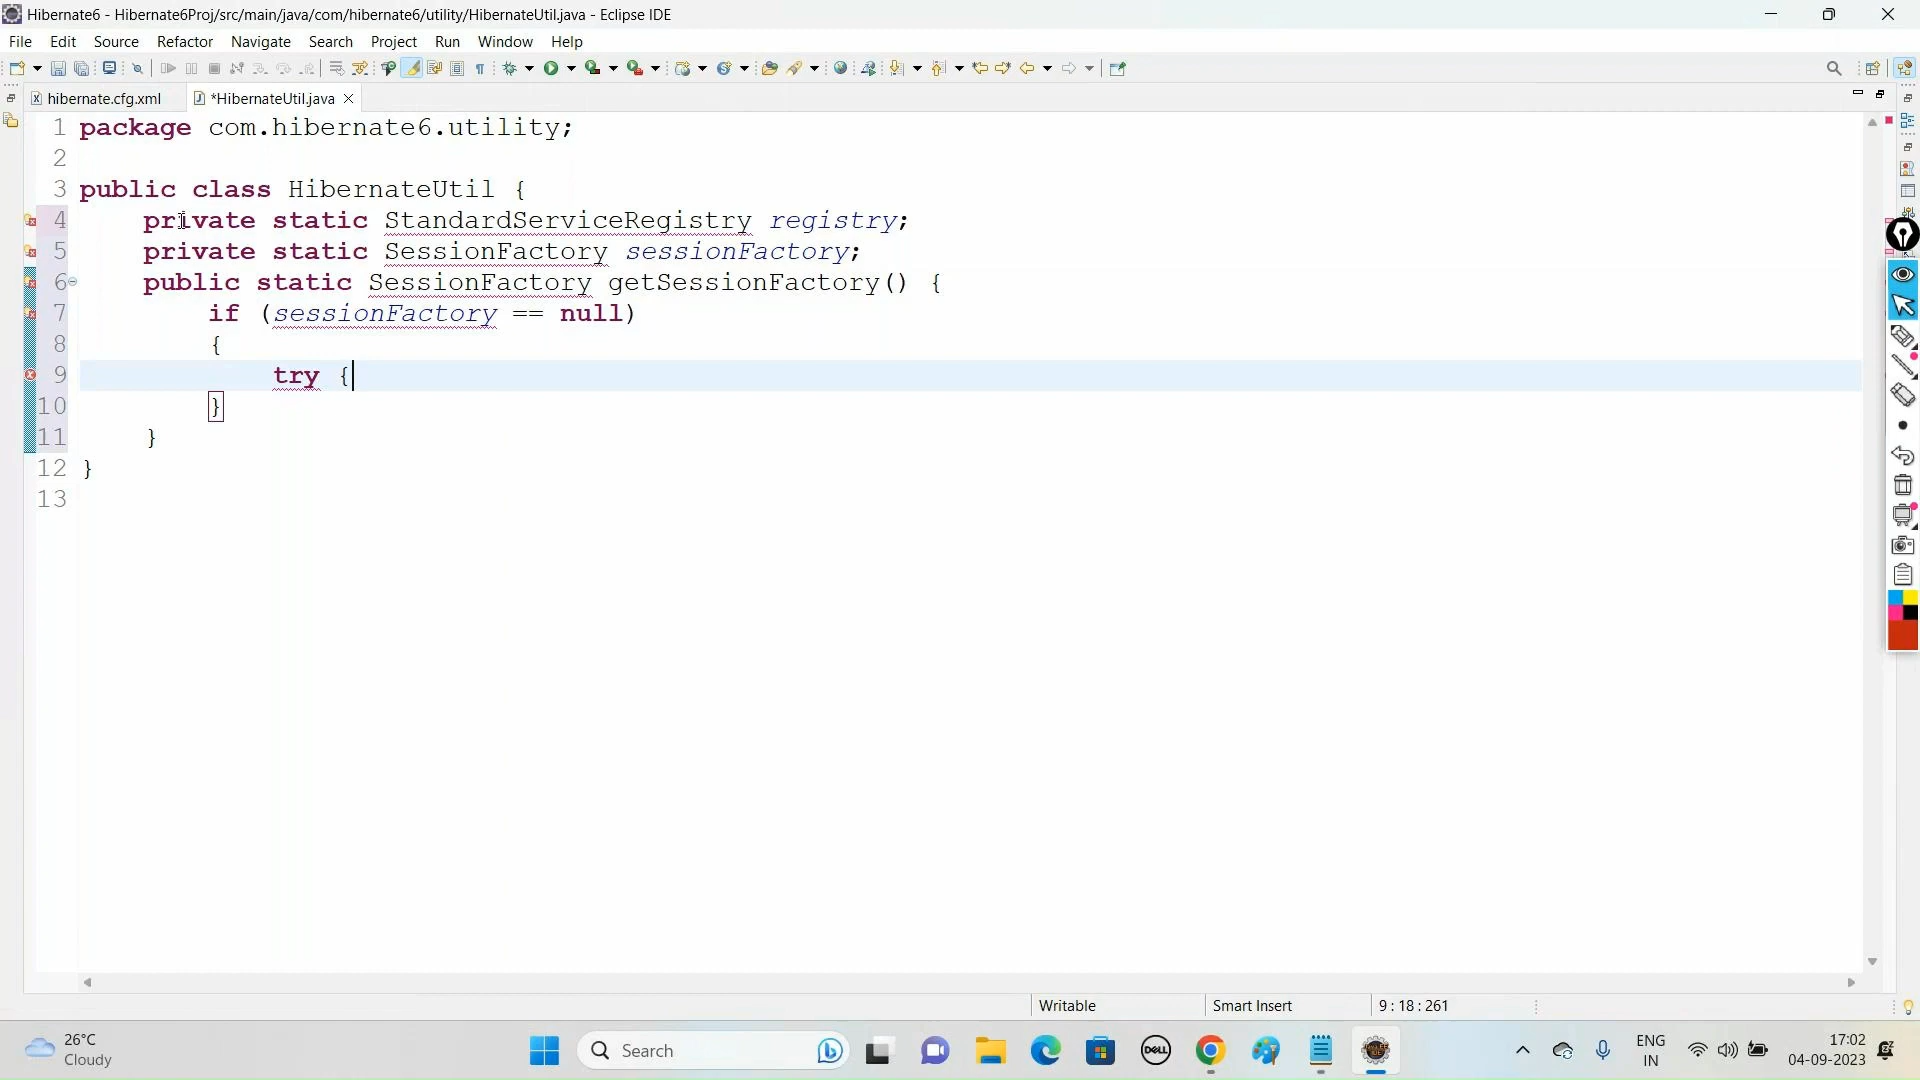 Hibernate6 - Hibernate6Proj/src/main/java/com/hibernate6/utility/HibernateUtil.java - Eclipse IDE
File Edit Source Refactor Navigate Search Project Run Window Help
hibernate.cfg.xml *HibernateUtil.java
1 package com.hibernate6.utility;
2
3 public class HibernateUtil {
4 private static StandardServiceRegistry registry;
5 private static SessionFactory sessionFactory;
6 public static SessionFactory getSessionFactory() {
7 if (sessionFactory == null)
8 {
9 try {
10 }
11 }
12 }
13
Writable Smart Insert 9 : 18 : 261
26°C
Cloudy
Search
DELL
ENG
IN
17:02
04-09-2023